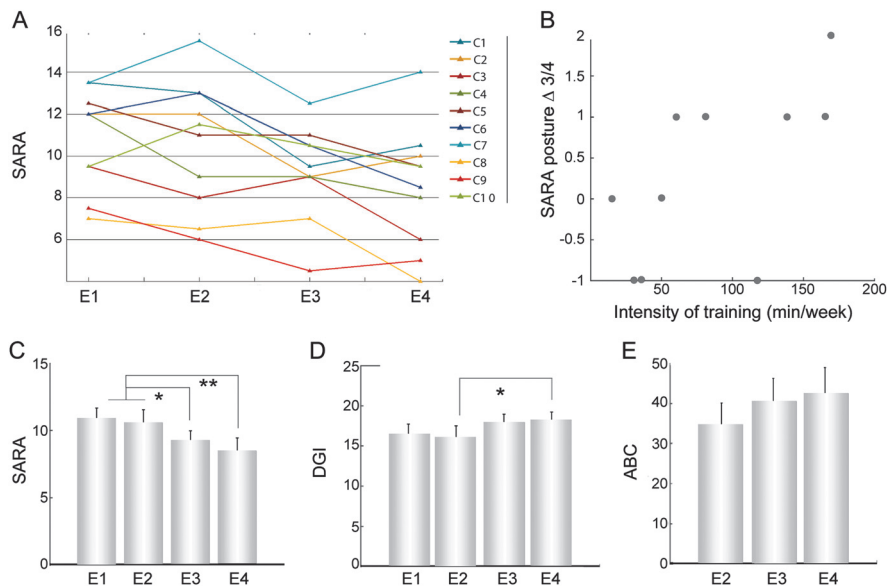 A
16
14
12
10
8
6
SARA
E1 E2 E3 E4
C1
C2
C3
C4
C5
C6
C7
C8
C9
C1 0
B
2
1
1
0
-0.5
-1
SARA posture Δ 3/4
50 100 150 200
Intensity of training (min/week)
C
15
10
5
0
SARA
* **
E1 E2 E3 E4
D
25
20
15
10
5
0
DGI
*
E1 E2 E3 E4
E
50
40
30
20
10
0
ABC
E2 E3 E4